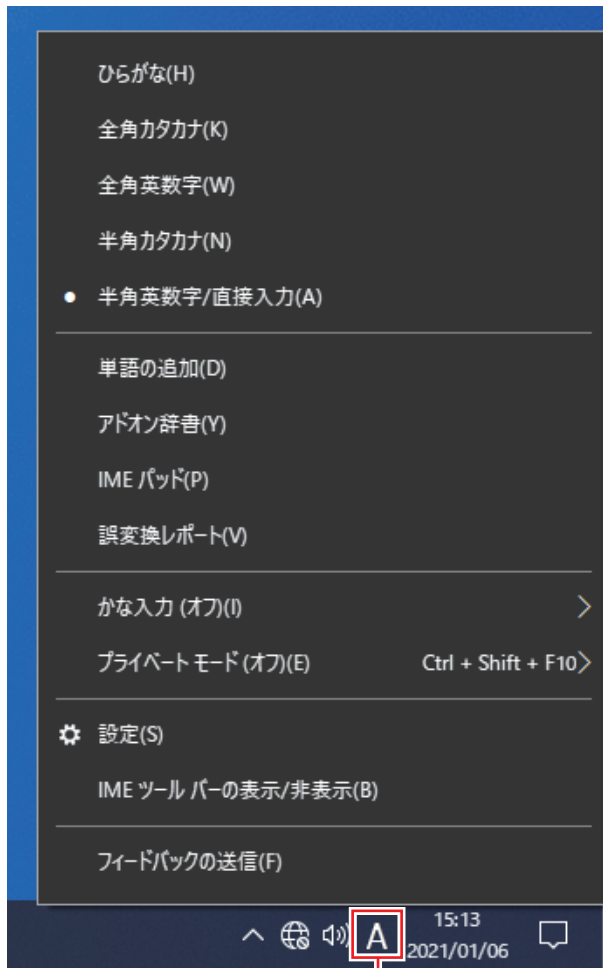 ひらがな(H)
全角カタカナ(K)
全角英数字(W)
半角カタカナ(N)
半角英数字/直接入力(A)
単語の追加(D)
アドオン辞書(Y)
IME パッド(P)
誤変換レポート(V)
かな入力 (オフ)(I)
プライベート モード (オフ)(E) Ctrl + Shift + F10
設定(S)
IME ツール バーの表示/非表示(B)
フィードバックの送信(F)
A
15:13
2021/01/06